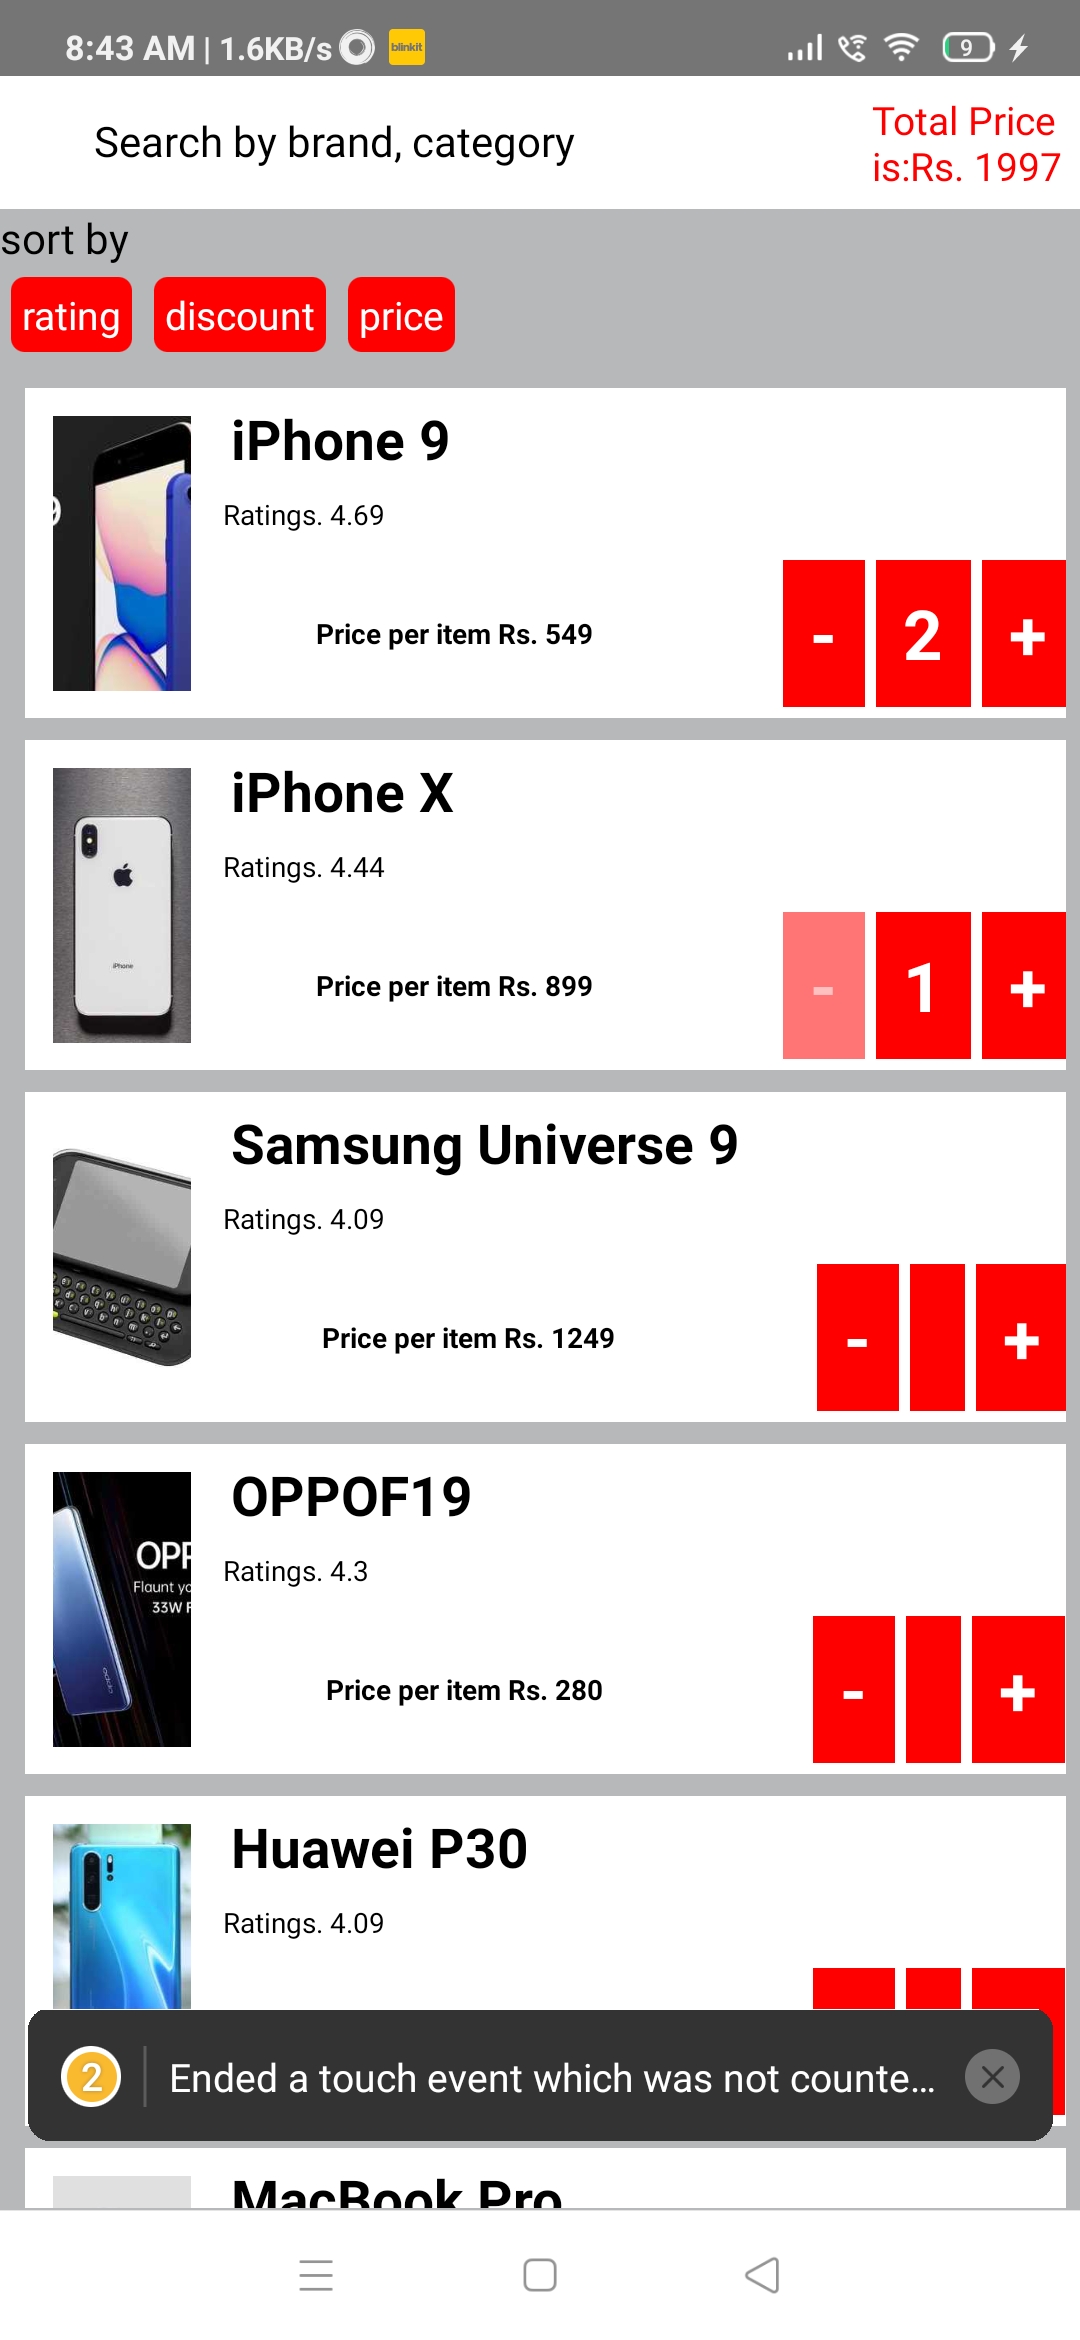 8:43 AM | 1.6KB/s blinkit 9
Search by brand, category
Total Price
is:Rs. 1997
sort by
rating discount price
iPhone 9
Ratings. 4.69
Price per item Rs. 549
- 2 +
iPhone X
Ratings. 4.44
iPhone
Price per item Rs. 899
- 1 +
Samsung Universe 9
Ratings. 4.09
Price per item Rs. 1249
- +
OPPOF19
OPP
Ratings. 4.3
Flaunt yo
33W F
oppo
Price per item Rs. 280
- +
Huawei P30
Ratings. 4.09
2 Ended a touch event which was not counte...
MacBook Pro